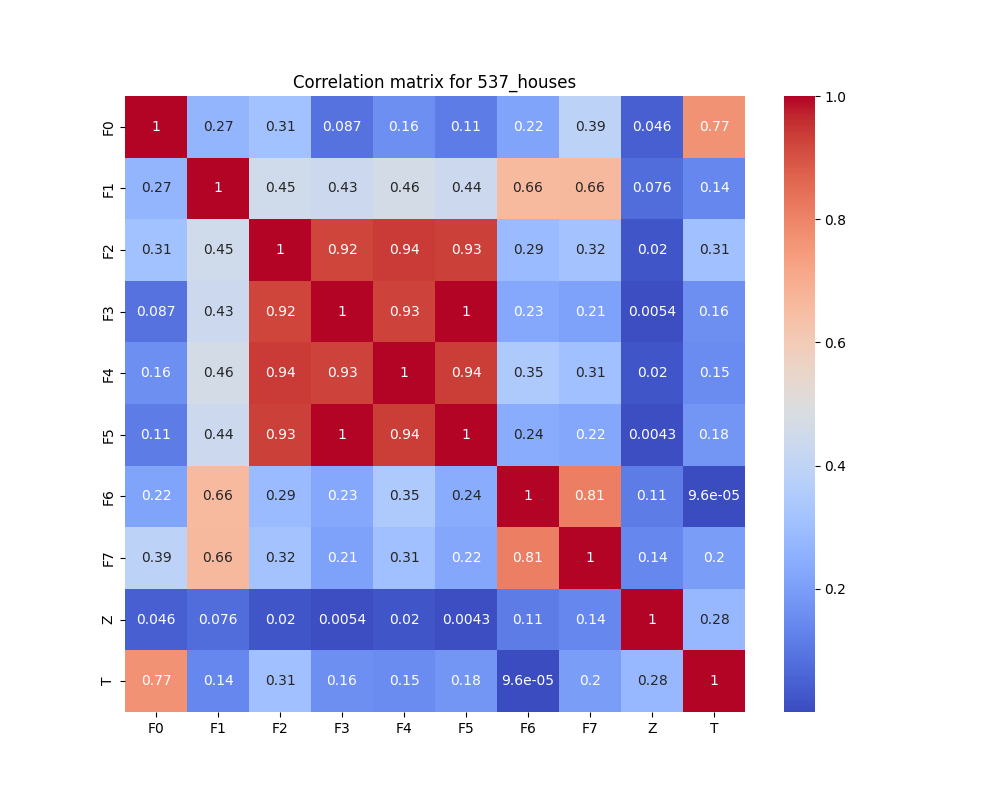 Correlation matrix for 537_houses
F0 1 0.27 0.31 0.087 0.16 0.11 0.22 0.39 0.046 0.77
F1 0.27 1 0.45 0.43 0.46 0.44 0.66 0.66 0.076 0.14
F2 0.31 0.45 1 0.92 0.94 0.93 0.29 0.32 0.02 0.31
F3 0.087 0.43 0.92 1 0.93 1 0.23 0.21 0.0054 0.16
F4 0.16 0.46 0.94 0.93 1 0.94 0.35 0.31 0.02 0.15
F5 0.11 0.44 0.93 1 0.94 1 0.24 0.22 0.0043 0.18
F6 0.22 0.66 0.29 0.23 0.35 0.24 1 0.81 0.11 9.6e-05
F7 0.39 0.66 0.32 0.21 0.31 0.22 0.81 1 0.14 0.2
Z 0.046 0.076 0.02 0.0054 0.02 0.0043 0.11 0.14 1 0.28
T 0.77 0.14 0.31 0.16 0.15 0.18 9.6e-05 0.2 0.28 1
F0 F1 F2 F3 F4 F5 F6 F7 Z T
1.0
0.8
0.6
0.4
0.2